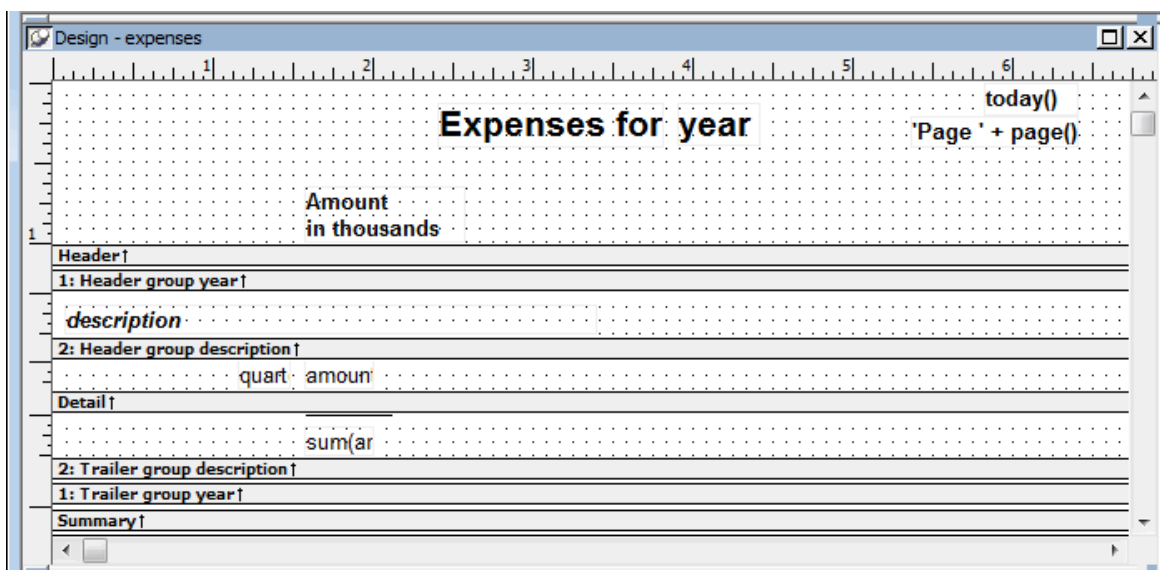 Design - expenses
1 2 3 4 5 6
today()
Expenses for year
'Page ' + page()
Amount
in thousands
1
Header↑
1: Header group year↑
description
2: Header group description↑
quart amount
Detail↑
sum(ar
2: Trailer group description↑
1: Trailer group year↑
Summary↑